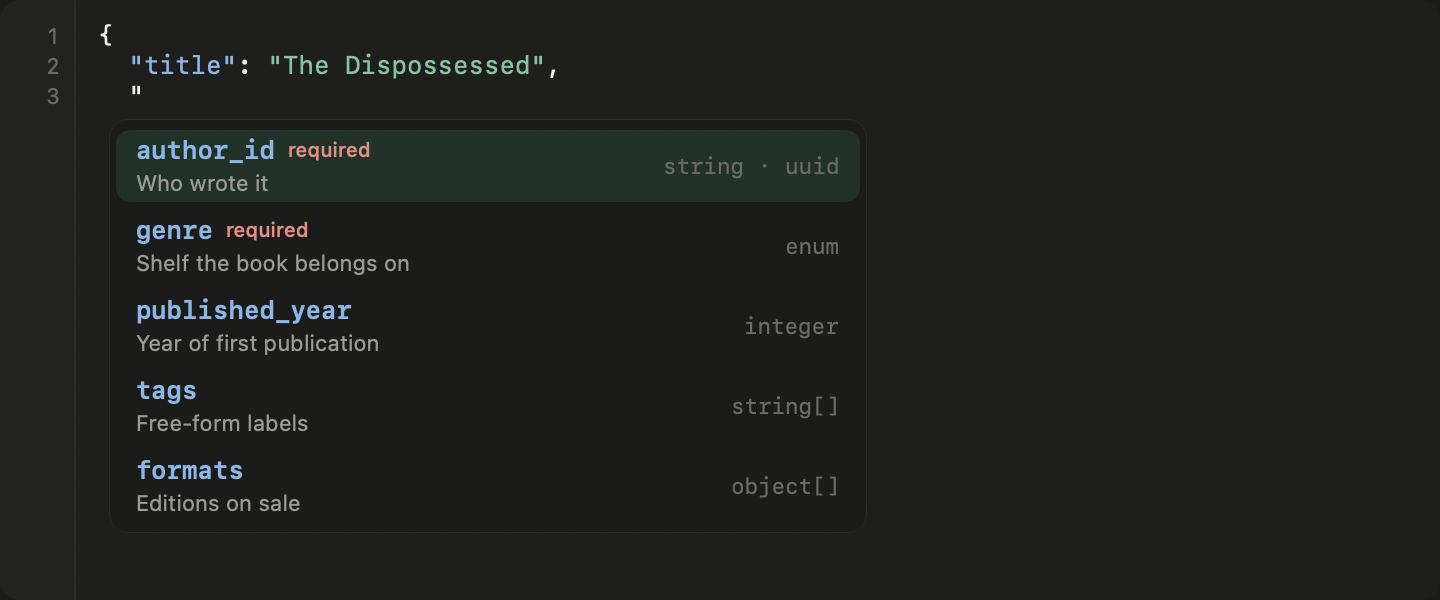 1 {
2 "title": "The Dispossessed",
3 "
author_id required string · uuid
Who wrote it
genre required enum
Shelf the book belongs on
published_year integer
Year of first publication
tags string[]
Free-form labels
formats object[]
Editions on sale